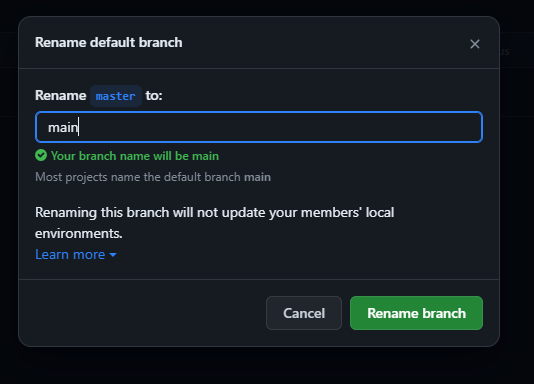 Rename default branch
Rename master to:
main
Your branch name will be main
Most projects name the default branch main
Renaming this branch will not update your members' local
environments.
Learn more
Cancel
Rename branch